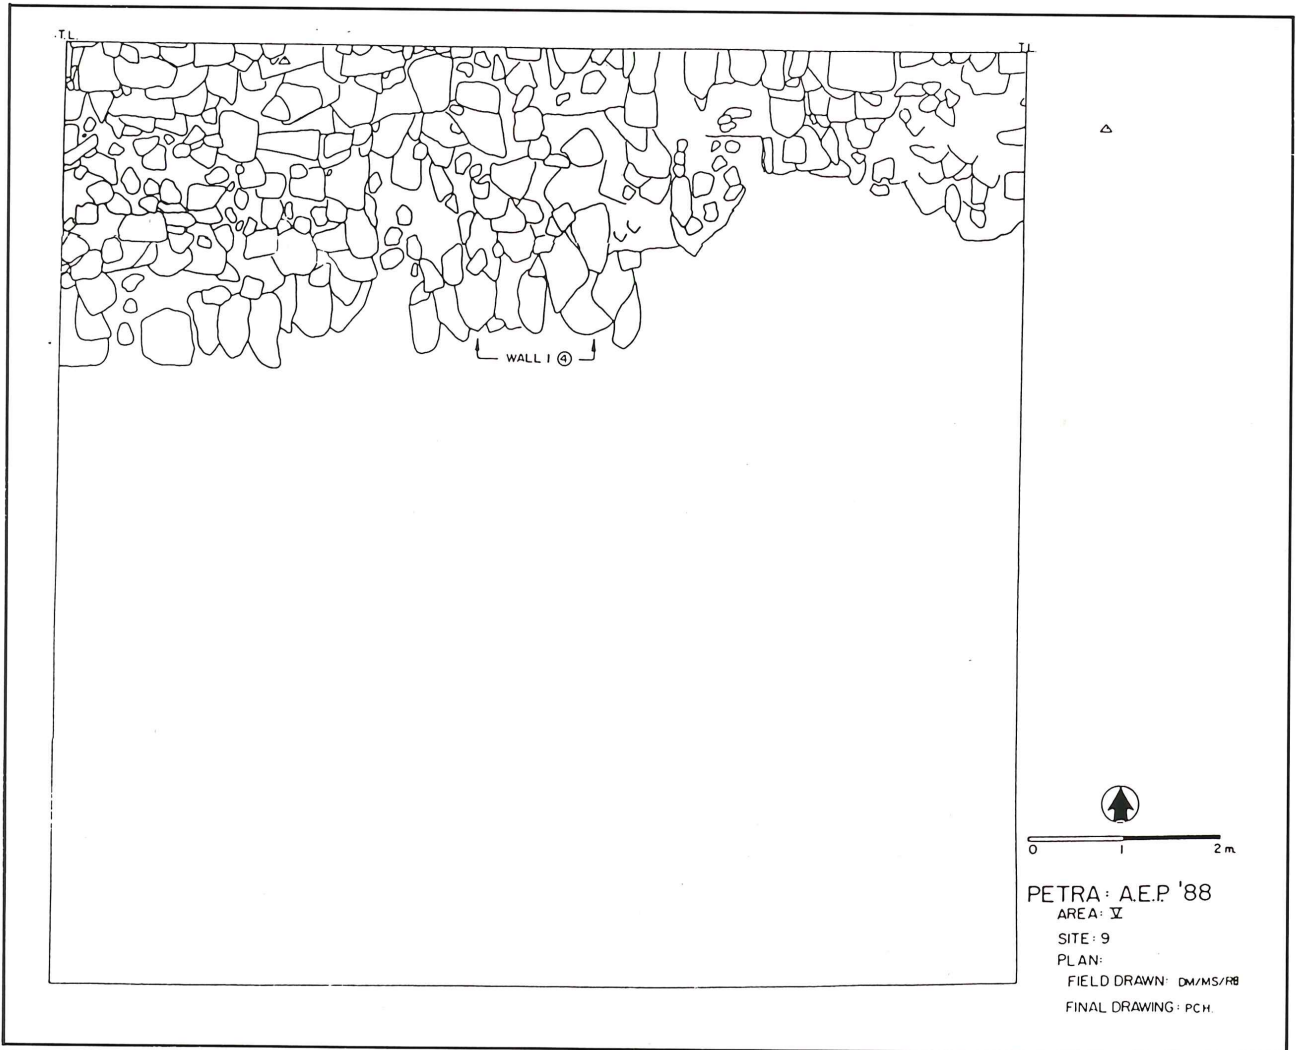 T.L.
T.L.
WALL 1 ④
0 1 2 m.
PETRA: A.E.P. '88
AREA: V
SITE: 9
PLAN:
FIELD DRAWN: DM/MS/RB
FINAL DRAWING: PCH.